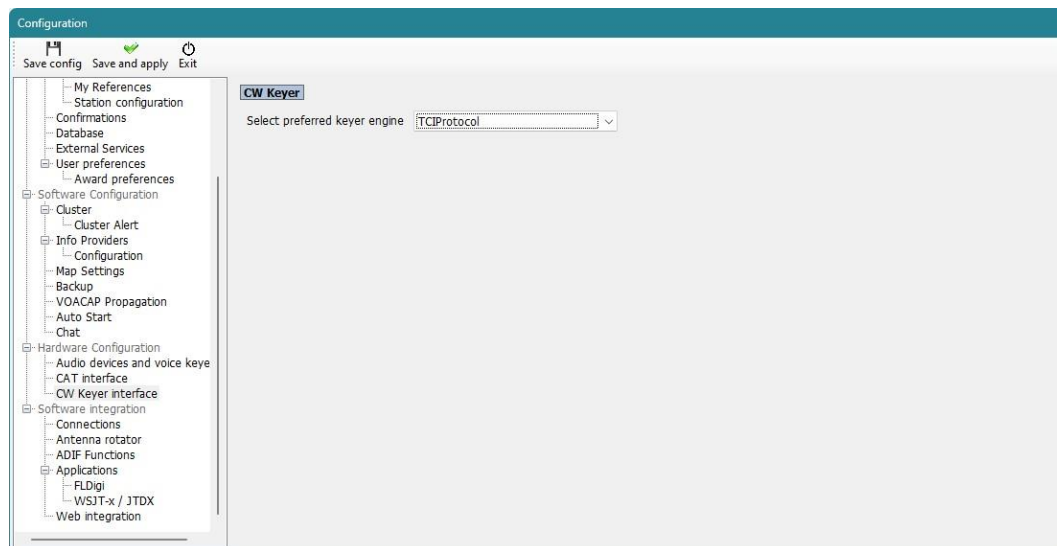 Configuration
Save config Save and apply Exit
My References
Station configuration
Confirmations
Database
External Services
User preferences
Award preferences
Software Configuration
Cluster
Cluster Alert
Info Providers
Configuration
Map Settings
Backup
VOACAP Propagation
Auto Start
Chat
Hardware Configuration
Audio devices and voice keye
CAT interface
CW Keyer interface
Software integration
Connections
Antenna rotator
ADIF Functions
Applications
FLDigi
WSJT-x / JTDX
Web integration
CW Keyer
Select preferred keyer engine TCIProtocol